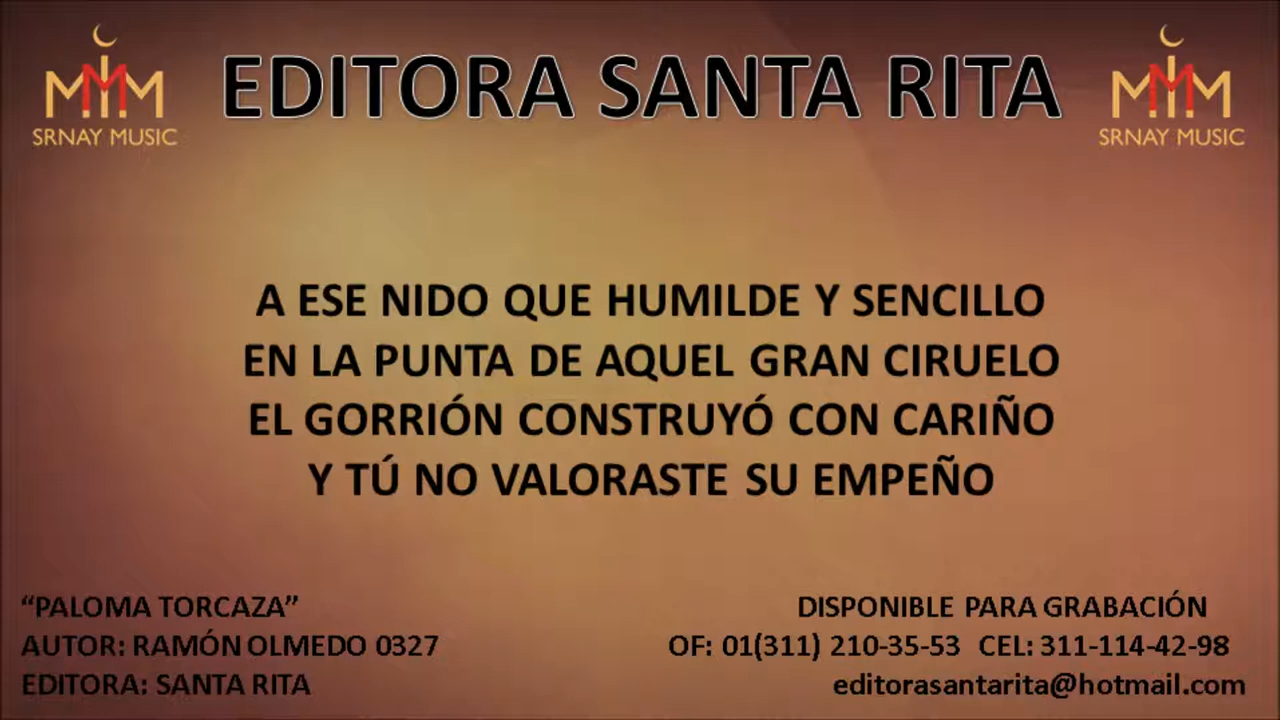 EDITORA SANTA RITA
SRNAY MUSIC
SRNAY MUSIC
A ESE NIDO QUE HUMILDE Y SENCILLO
EN LA PUNTA DE AQUEL GRAN CIRUELO
EL GORRIÓN CONSTRUYÓ CON CARIÑO
Y TÚ NO VALORASTE SU EMPEÑO
“PALOMA TORCAZA”
AUTOR: RAMÓN OLMEDO 0327
EDITORA: SANTA RITA
DISPONIBLE PARA GRABACIÓN
OF: 01(311) 210-35-53 CEL: 311-114-42-98
editorasantarita@hotmail.com